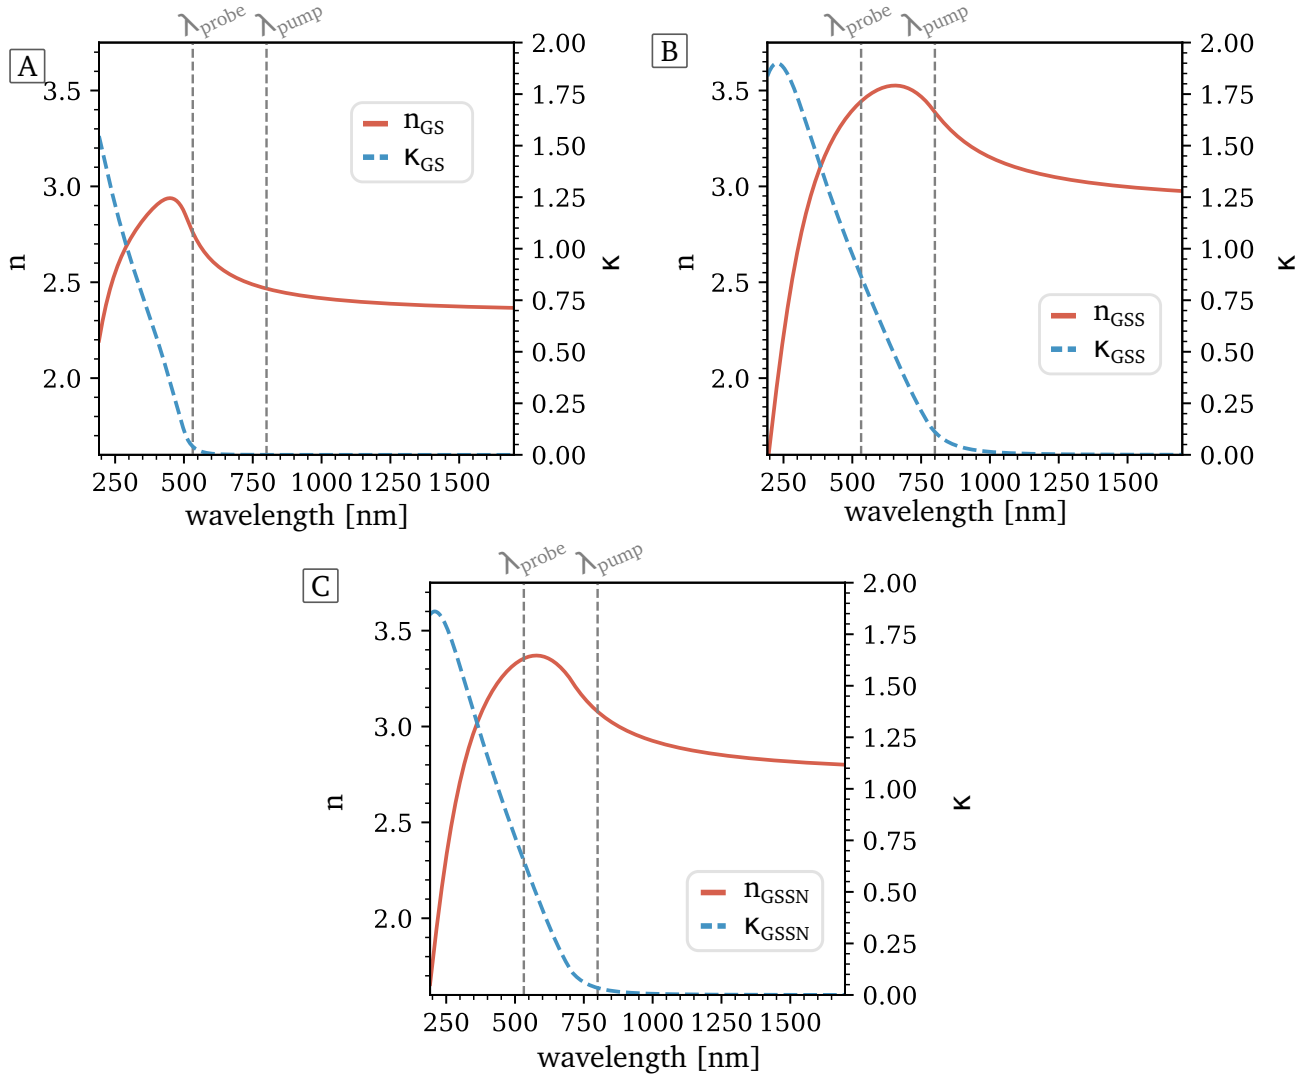 λprobe λpump
A
n
3.5
3.0
2.5
2.0
nGS
κGS
2.00
1.75
1.50
1.25
1.00
0.75
0.50
0.25
0.00
κ
250 500 750 1000 1250 1500
wavelength [nm]
λprobe λpump
B
n
3.5
3.0
2.5
2.0
nGSS
κGSS
2.00
1.75
1.50
1.25
1.00
0.75
0.50
0.25
0.00
κ
250 500 750 1000 1250 1500
wavelength [nm]
λprobe λpump
C
n
3.5
3.0
2.5
2.0
nGSSN
κGSSN
2.00
1.75
1.50
1.25
1.00
0.75
0.50
0.25
0.00
κ
250 500 750 1000 1250 1500
wavelength [nm]